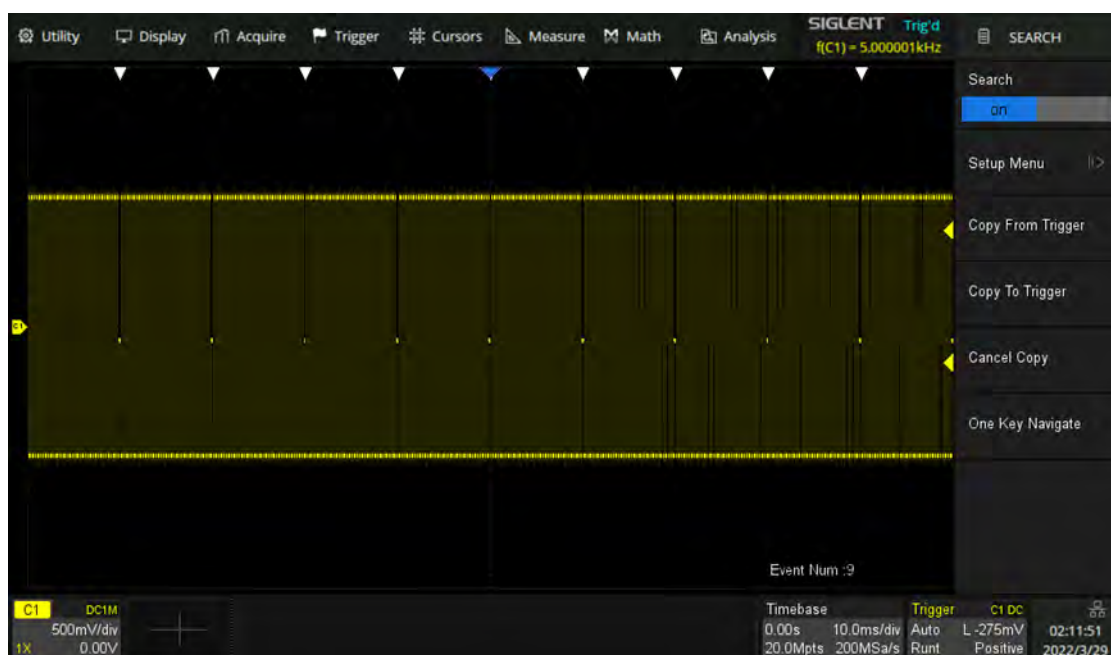 Utility Display Acquire Trigger Cursors Measure Math Analysis SIGLENT Trig'd SEARCH
f(C1) = 5.000001kHz
Search
on
Setup Menu
Copy From Trigger
Copy To Trigger
C1
Cancel Copy
One Key Navigate
Event Num :9
C1 DC1M Timebase Trigger C1 DC
500mV/div 0.00s 10.0ms/div Auto L -275mV 02:11:51
1X 0.00V 20.0Mpts 200MSa/s Runt Positive 2022/3/29